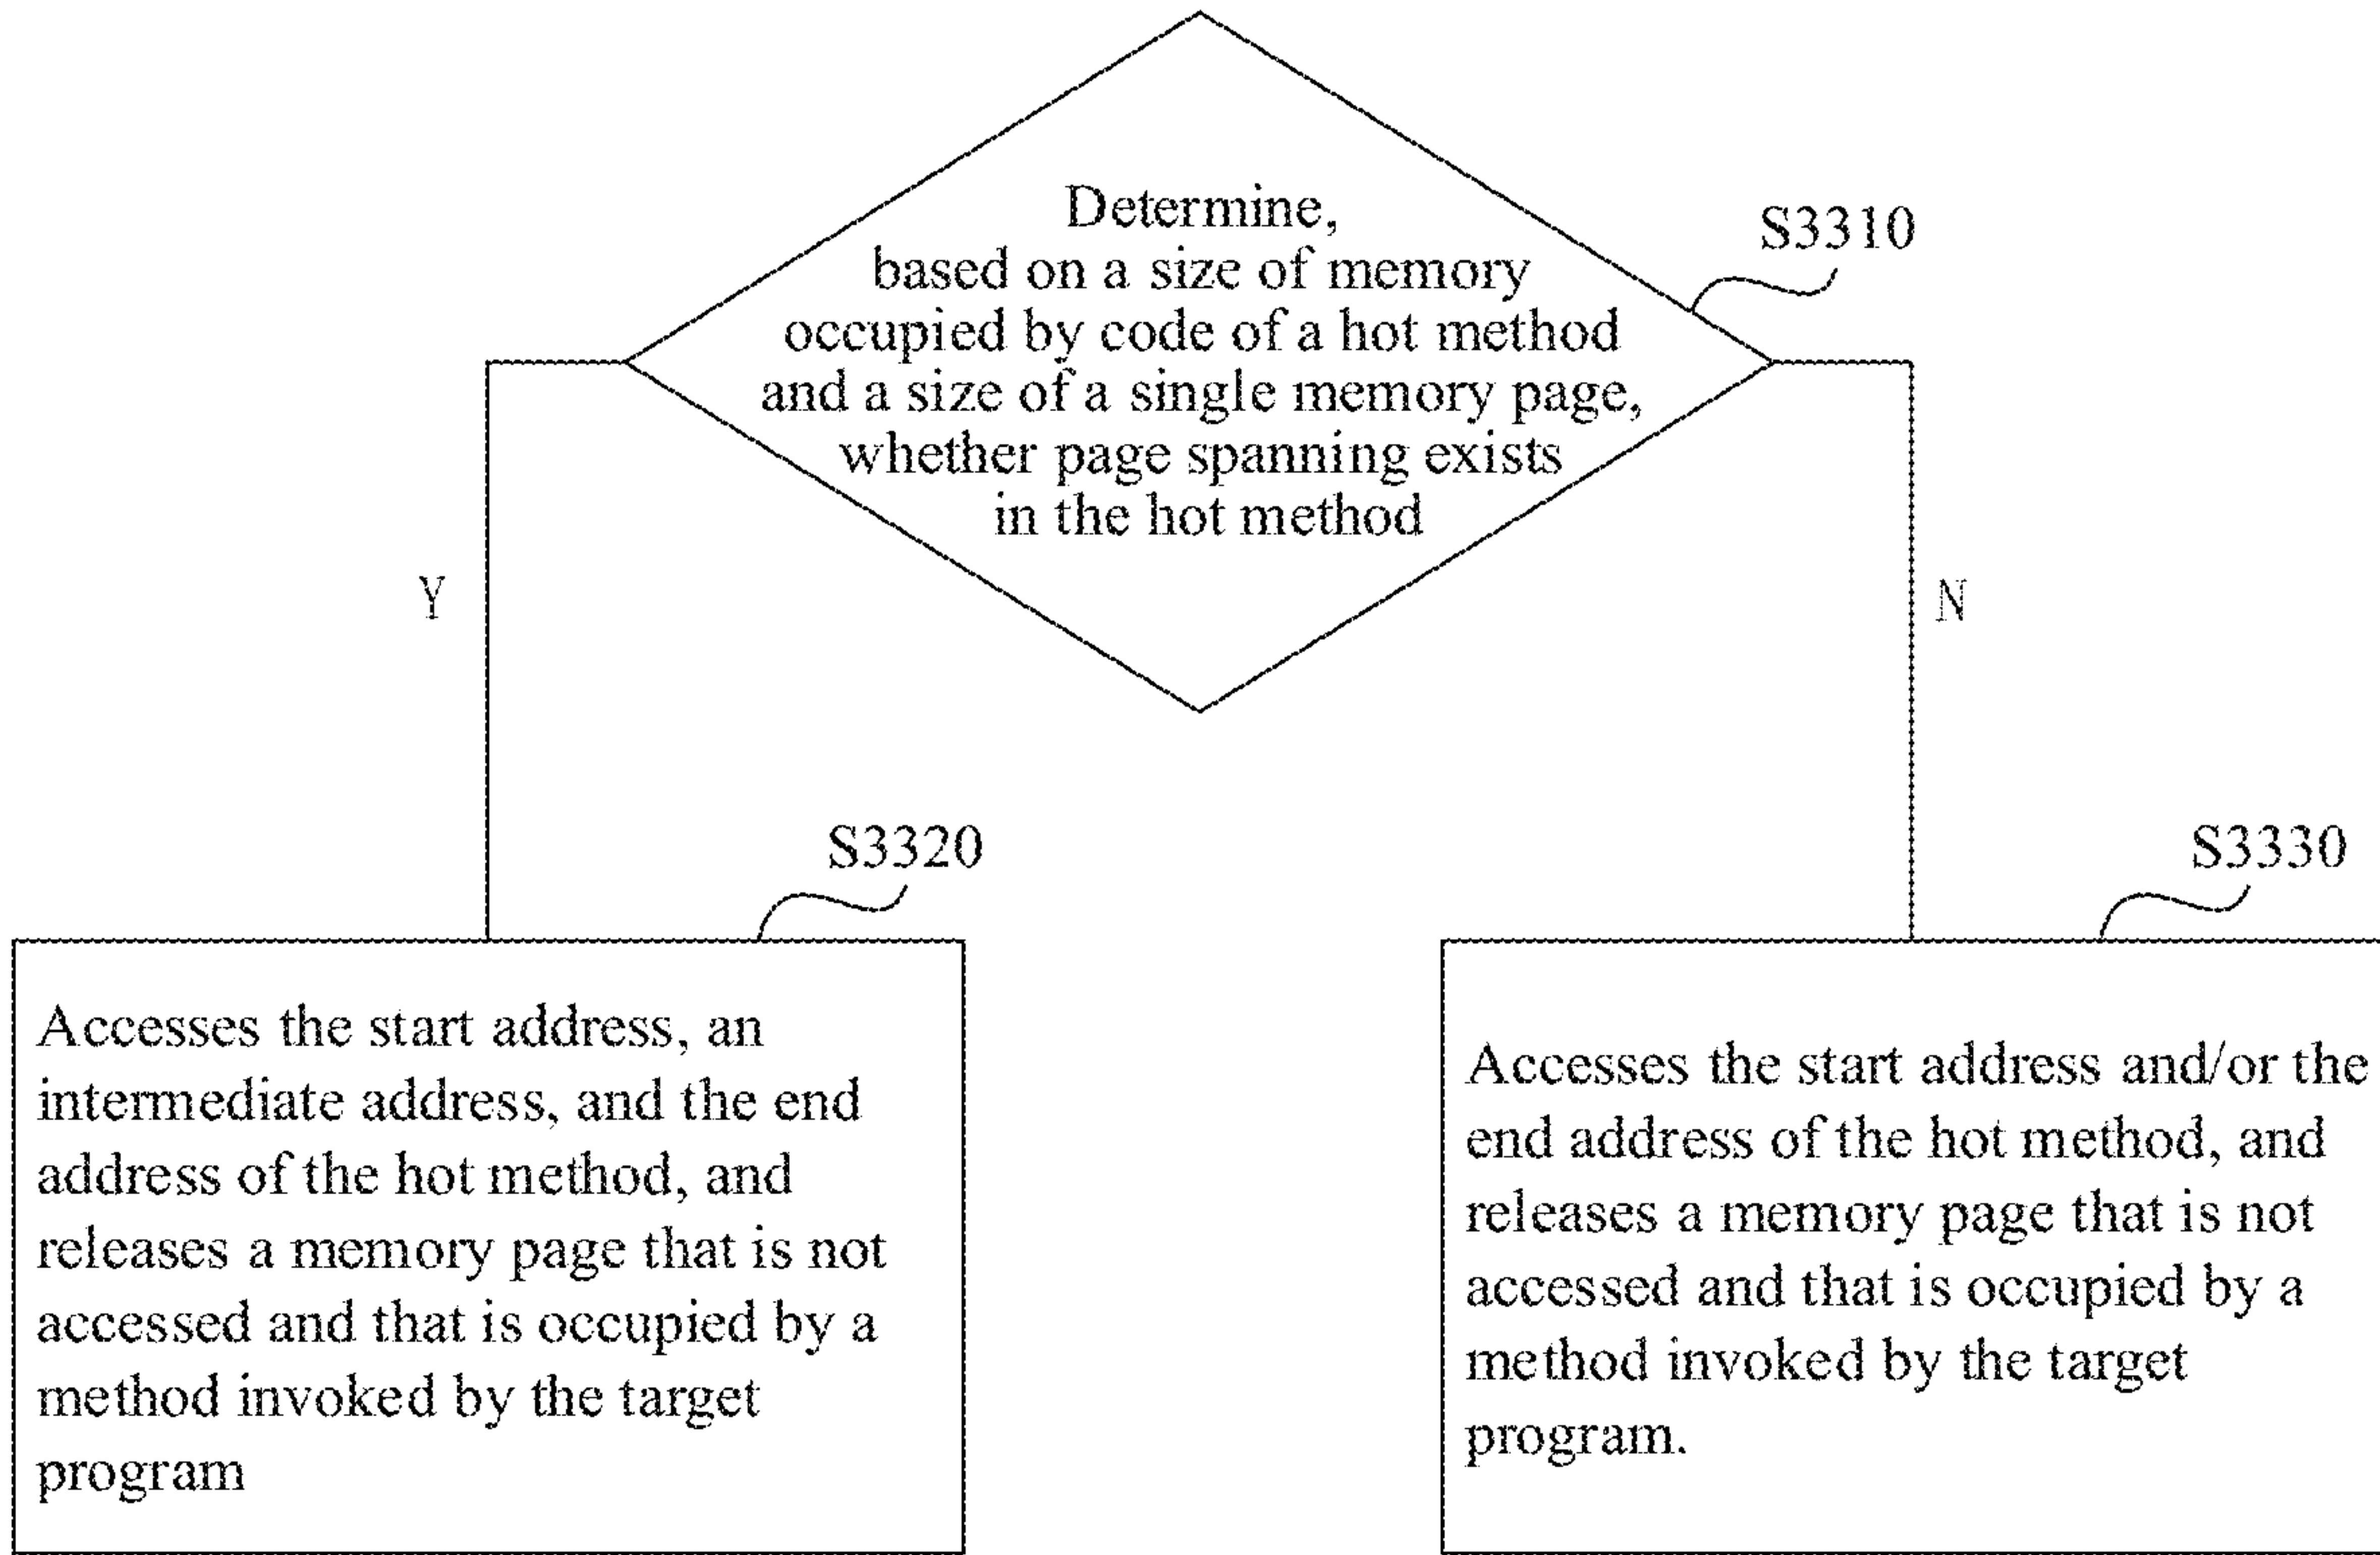 Determine,
based on a size of memory
occupied by code of a hot method
and a size of a single memory page,
whether page spanning exists
in the hot method
S3310
Y
N
S3320
Accesses the start address, an
intermediate address, and the end
address of the hot method, and
releases a memory page that is not
accessed and that is occupied by a
method invoked by the target
program
S3330
Accesses the start address and/or the
end address of the hot method, and
releases a memory page that is not
accessed and that is occupied by a
method invoked by the target
program.